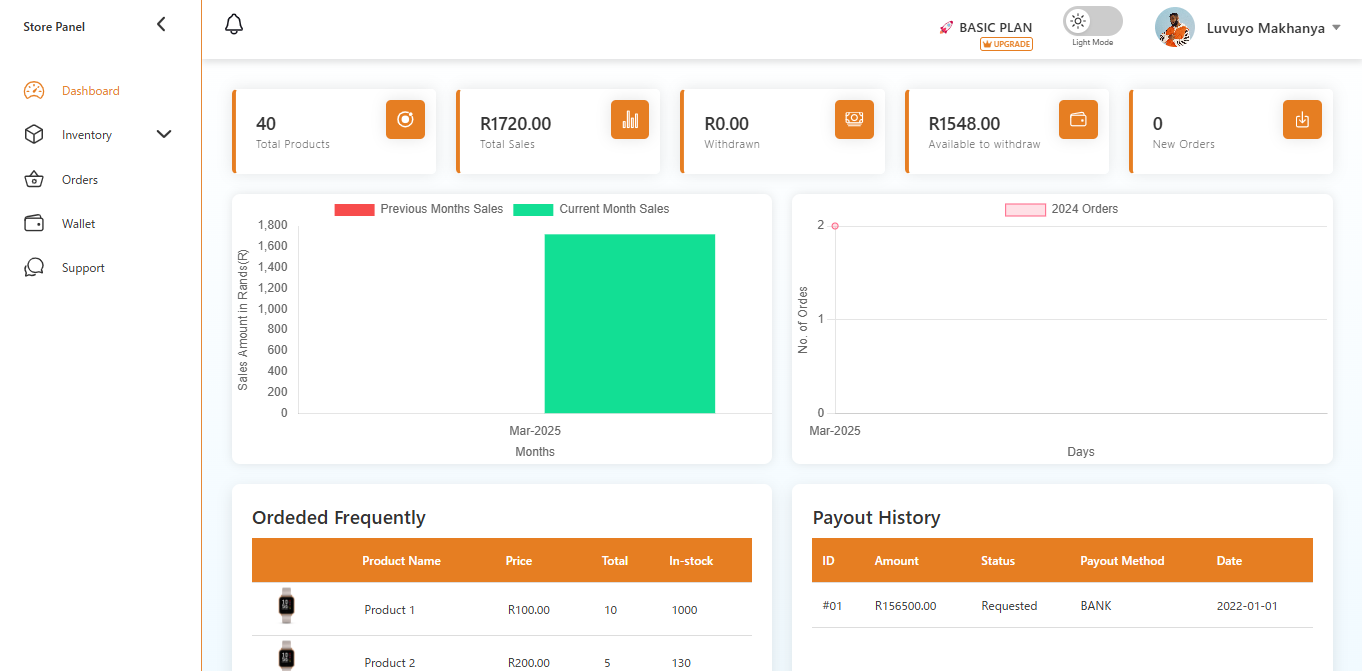 Store Panel
BASIC PLAN
UPGRADE
Light Mode
Luvuyo Makhanya
Dashboard
Inventory
Orders
Wallet
Support
40
Total Products
R1720.00
Total Sales
R0.00
Withdrawn
R1548.00
Available to withdraw
0
New Orders
Previous Months Sales
Current Month Sales
Sales Amount in Rands(R)
1,800
1,600
1,400
1,200
1,000
800
600
400
200
0
Mar-2025
Months
2024 Orders
No. of Ordes
2
1
0
Mar-2025
Days
Ordeded Frequently
Product Name Price Total In-stock
Product 1 R100.00 10 1000
Product 2 R200.00 5 130
Payout History
ID Amount Status Payout Method Date
#01 R156500.00 Requested BANK 2022-01-01